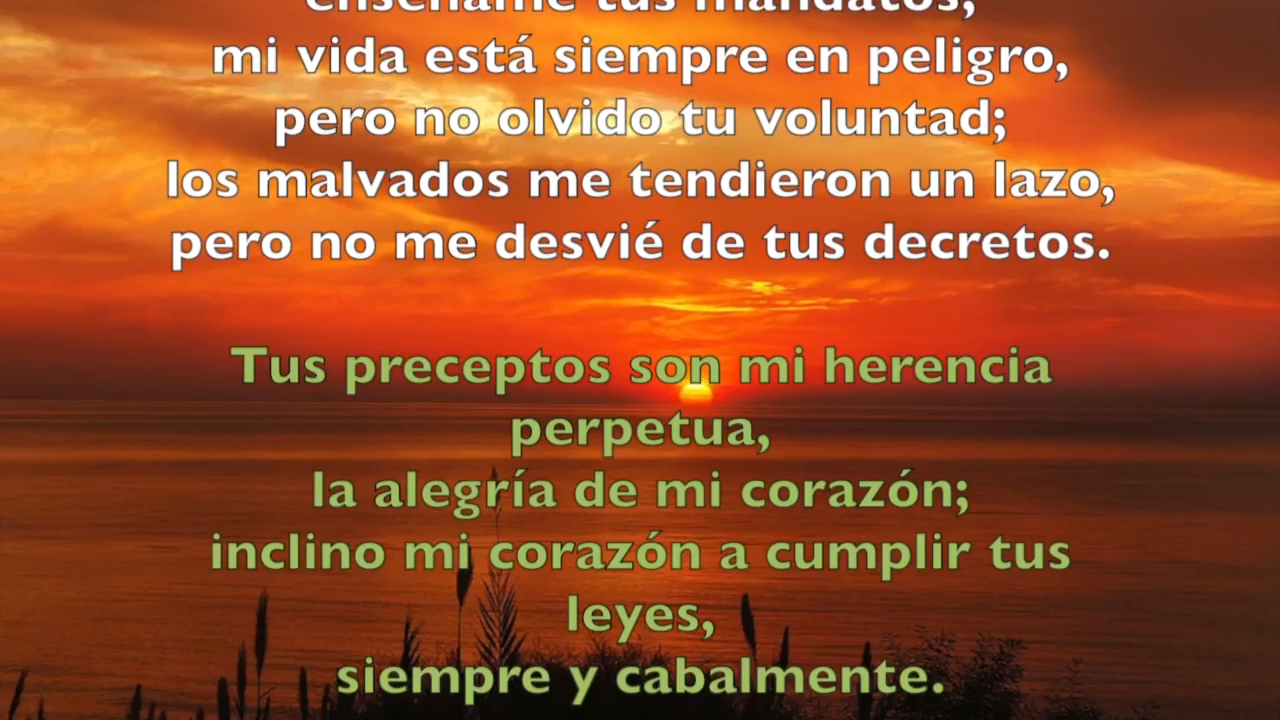 enséñame tus mandatos,
mi vida está siempre en peligro,
pero no olvido tu voluntad;
los malvados me tendieron un lazo,
pero no me desvié de tus decretos.
Tus preceptos son mi herencia
perpetua,
la alegría de mi corazón;
inclino mi corazón a cumplir tus
leyes,
siempre y cabalmente.